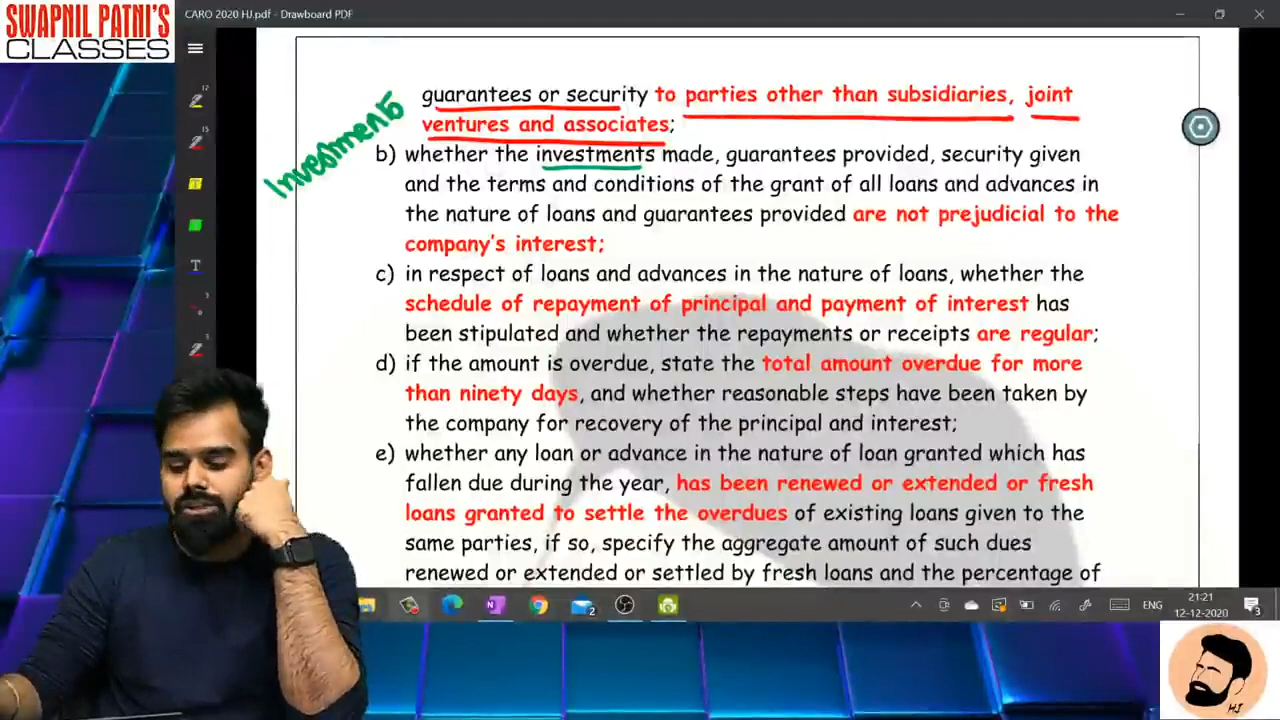 SWAPNIL PATNI'S
CLASSES
CARO 2020 HJ.pdf - Drawboard PDF
guarantees or security to parties other than subsidiaries, joint
ventures and associates;
Investments
b) whether the investments made, guarantees provided, security given
and the terms and conditions of the grant of all loans and advances in
the nature of loans and guarantees provided are not prejudicial to the
company's interest;
c) in respect of loans and advances in the nature of loans, whether the
schedule of repayment of principal and payment of interest has
been stipulated and whether the repayments or receipts are regular;
d) if the amount is overdue, state the total amount overdue for more
than ninety days, and whether reasonable steps have been taken by
the company for recovery of the principal and interest;
e) whether any loan or advance in the nature of loan granted which has
fallen due during the year, has been renewed or extended or fresh
loans granted to settle the overdues of existing loans given to the
same parties, if so, specify the aggregate amount of such dues
renewed or extended or settled by fresh loans and the percentage of
2
ENG
21:21
12-12-2020
3
HJ